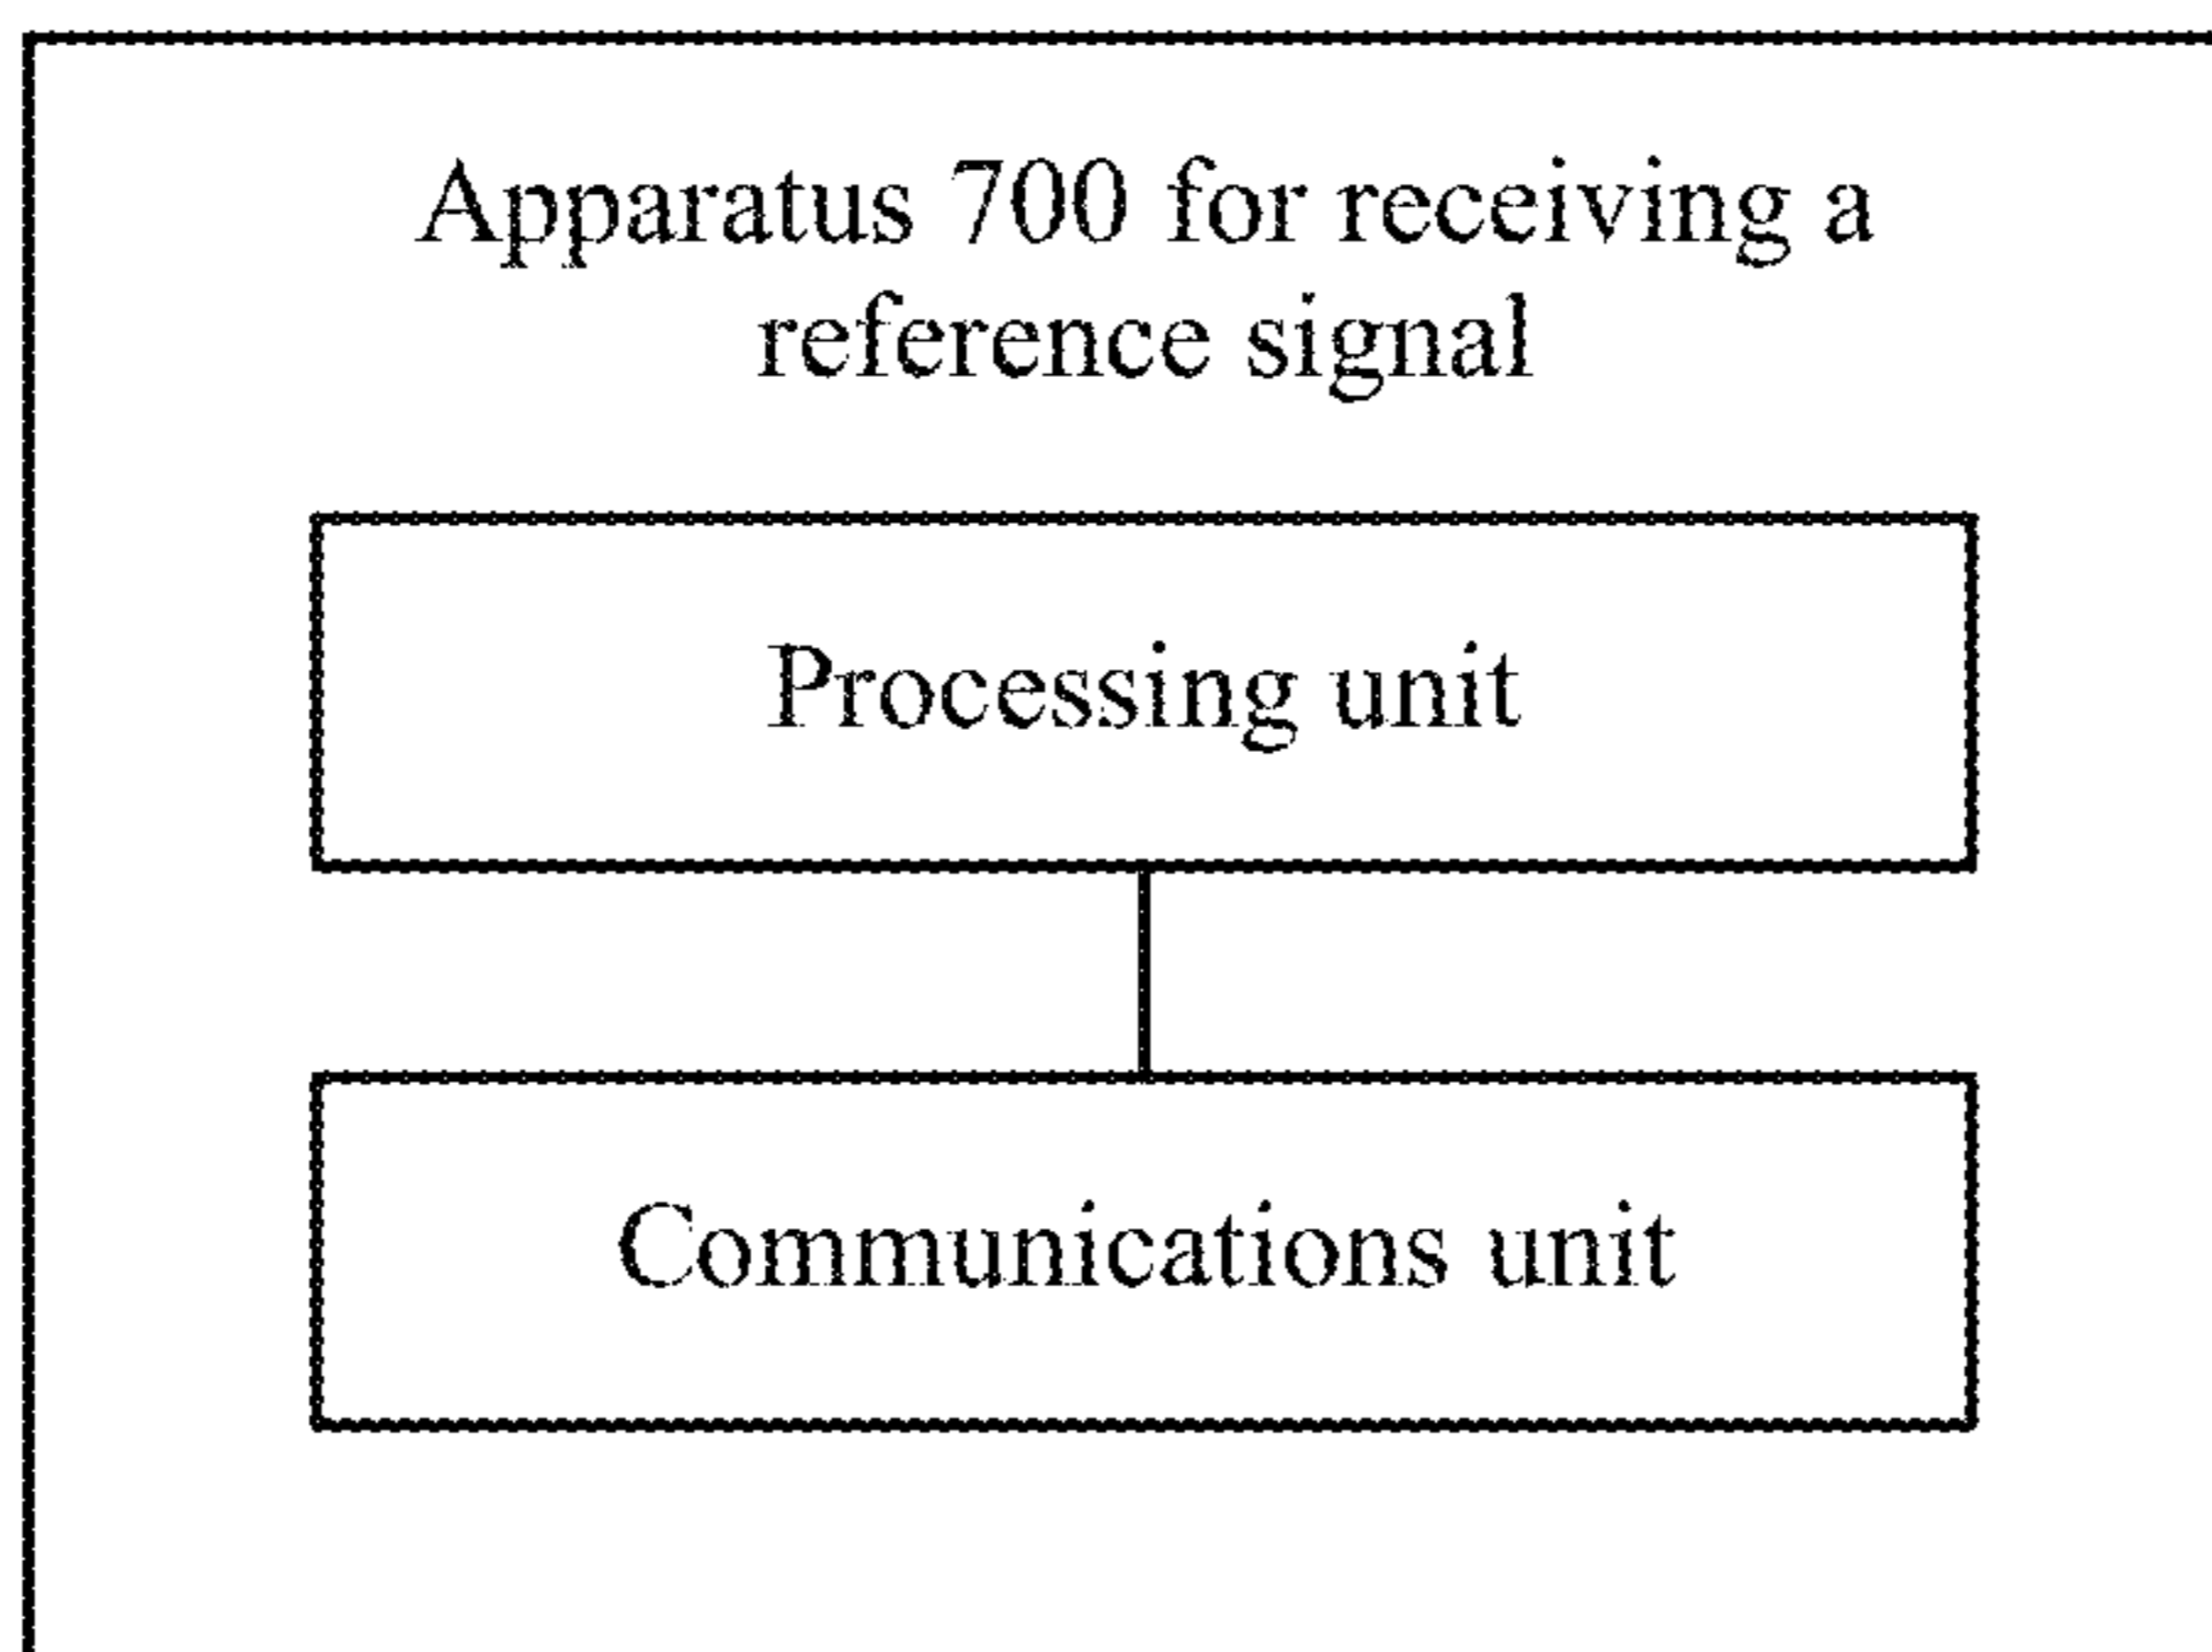 Apparatus 700 for receiving a
reference signal
Processing unit
Communications unit